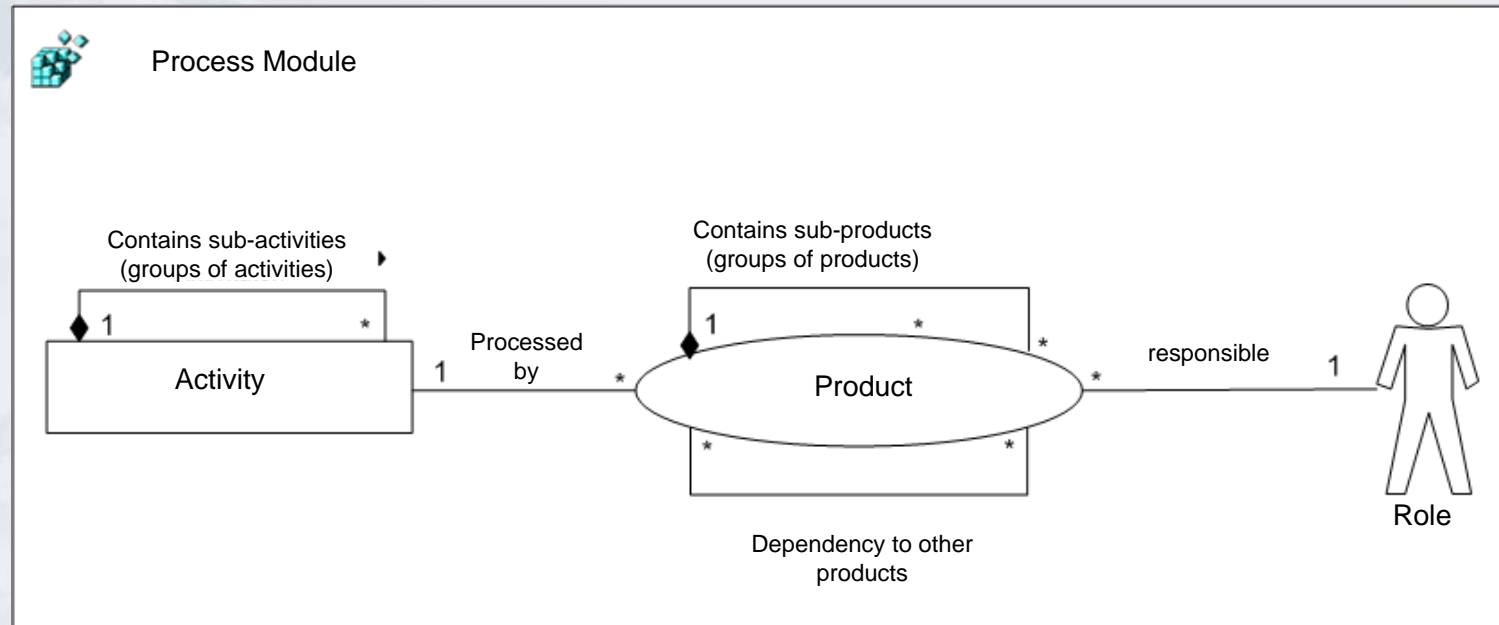 Process Module
Contains sub-activities
(groups of activities)
1
*
Activity
1
Processed
by
*
Contains sub-products
(groups of products)
1
*
*
Product
*
*
Dependency to other
products
*
responsible
1
Role